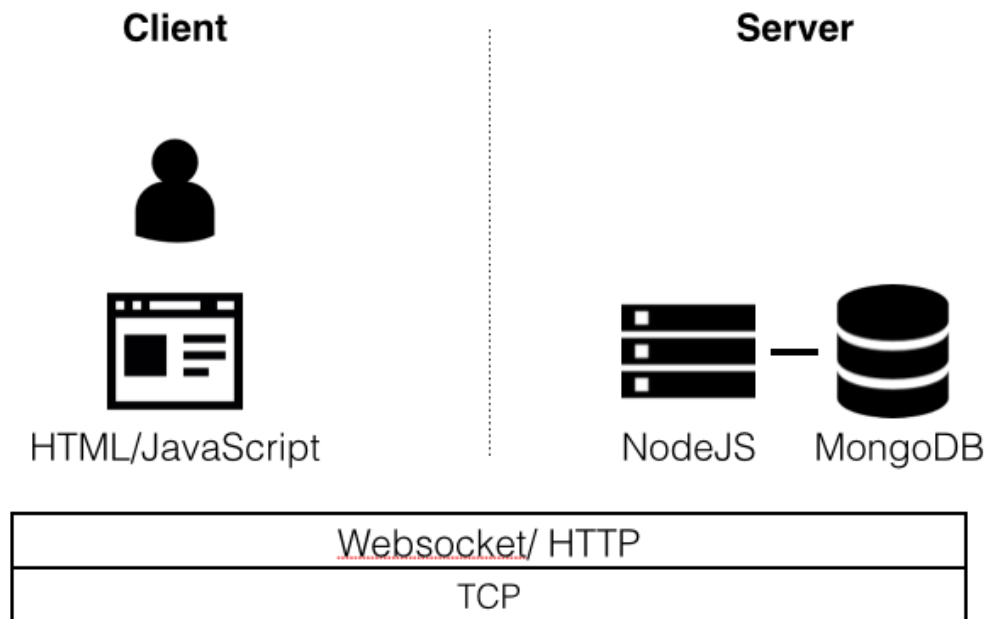 Client
Server
HTML/JavaScript
NodeJS
MongoDB
Websocket/ HTTP
TCP